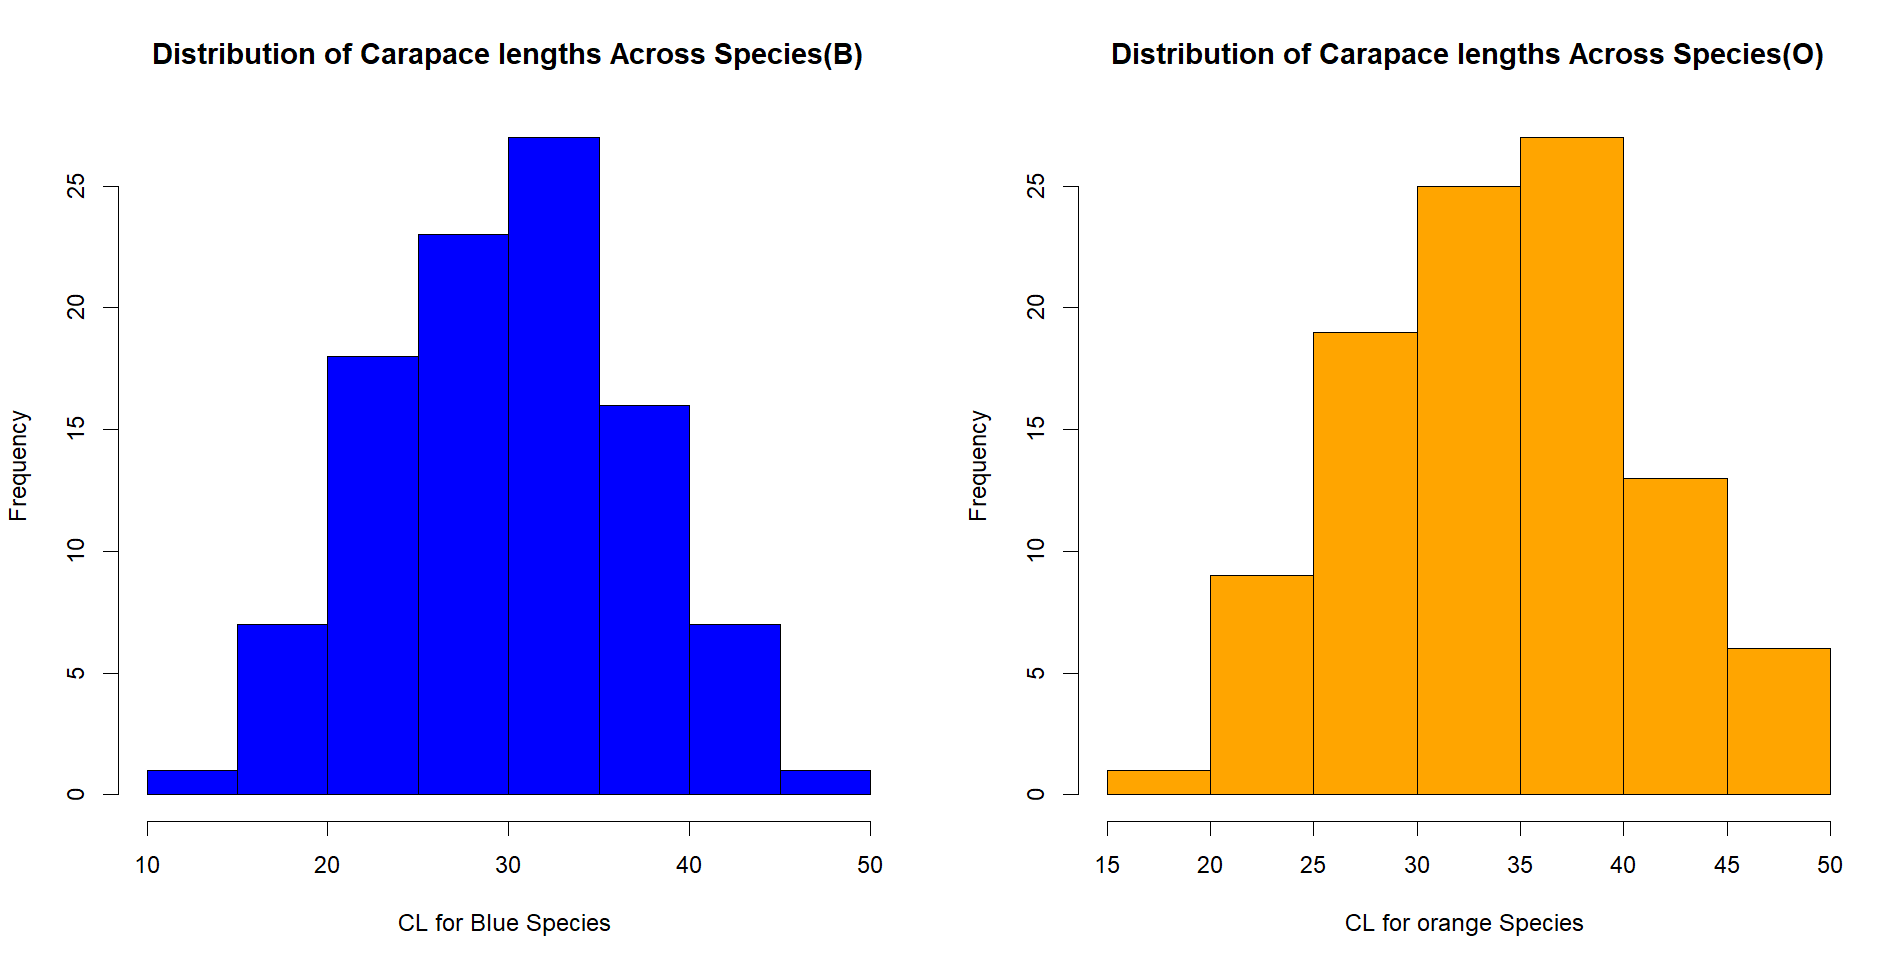 Distribution of Carapace lengths Across Species(B)
Frequency
25
20
15
10
5
0
10 20 30 40 50
CL for Blue Species
Distribution of Carapace lengths Across Species(O)
Frequency
25
20
15
10
5
0
15 20 25 30 35 40 45 50
CL for orange Species